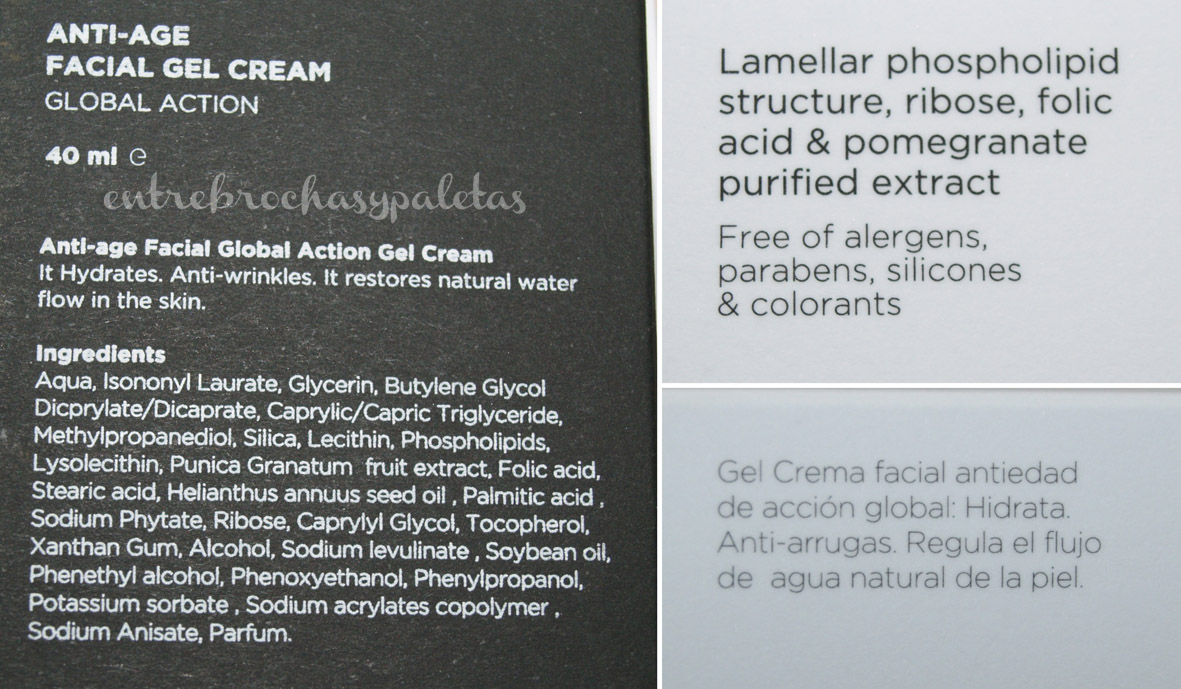 ANTI-AGE
FACIAL GEL CREAM
GLOBAL ACTION
40 ml ℮
entrebrochasypaletas
Anti-age Facial Global Action Gel Cream
It Hydrates. Anti-wrinkles. It restores natural water
flow in the skin.
Ingredients
Aqua, Isononyl Laurate, Glycerin, Butylene Glycol
Dicprylate/Dicaprate, Caprylic/Capric Triglyceride,
Methylpropanediol, Silica, Lecithin, Phospholipids,
Lysolecithin, Punica Granatum fruit extract, Folic acid,
Stearic acid, Helianthus annuus seed oil , Palmitic acid ,
Sodium Phytate, Ribose, Caprylyl Glycol, Tocopherol,
Xanthan Gum, Alcohol, Sodium levulinate , Soybean oil,
Phenethyl alcohol, Phenoxyethanol, Phenylpropanol,
Potassium sorbate , Sodium acrylates copolymer ,
Sodium Anisate, Parfum.
Lamellar phospholipid
structure, ribose, folic
acid & pomegranate
purified extract
Free of alergens,
parabens, silicones
& colorants
Gel Crema facial antiedad
de acción global: Hidrata.
Anti-arrugas. Regula el flujo
de agua natural de la piel.